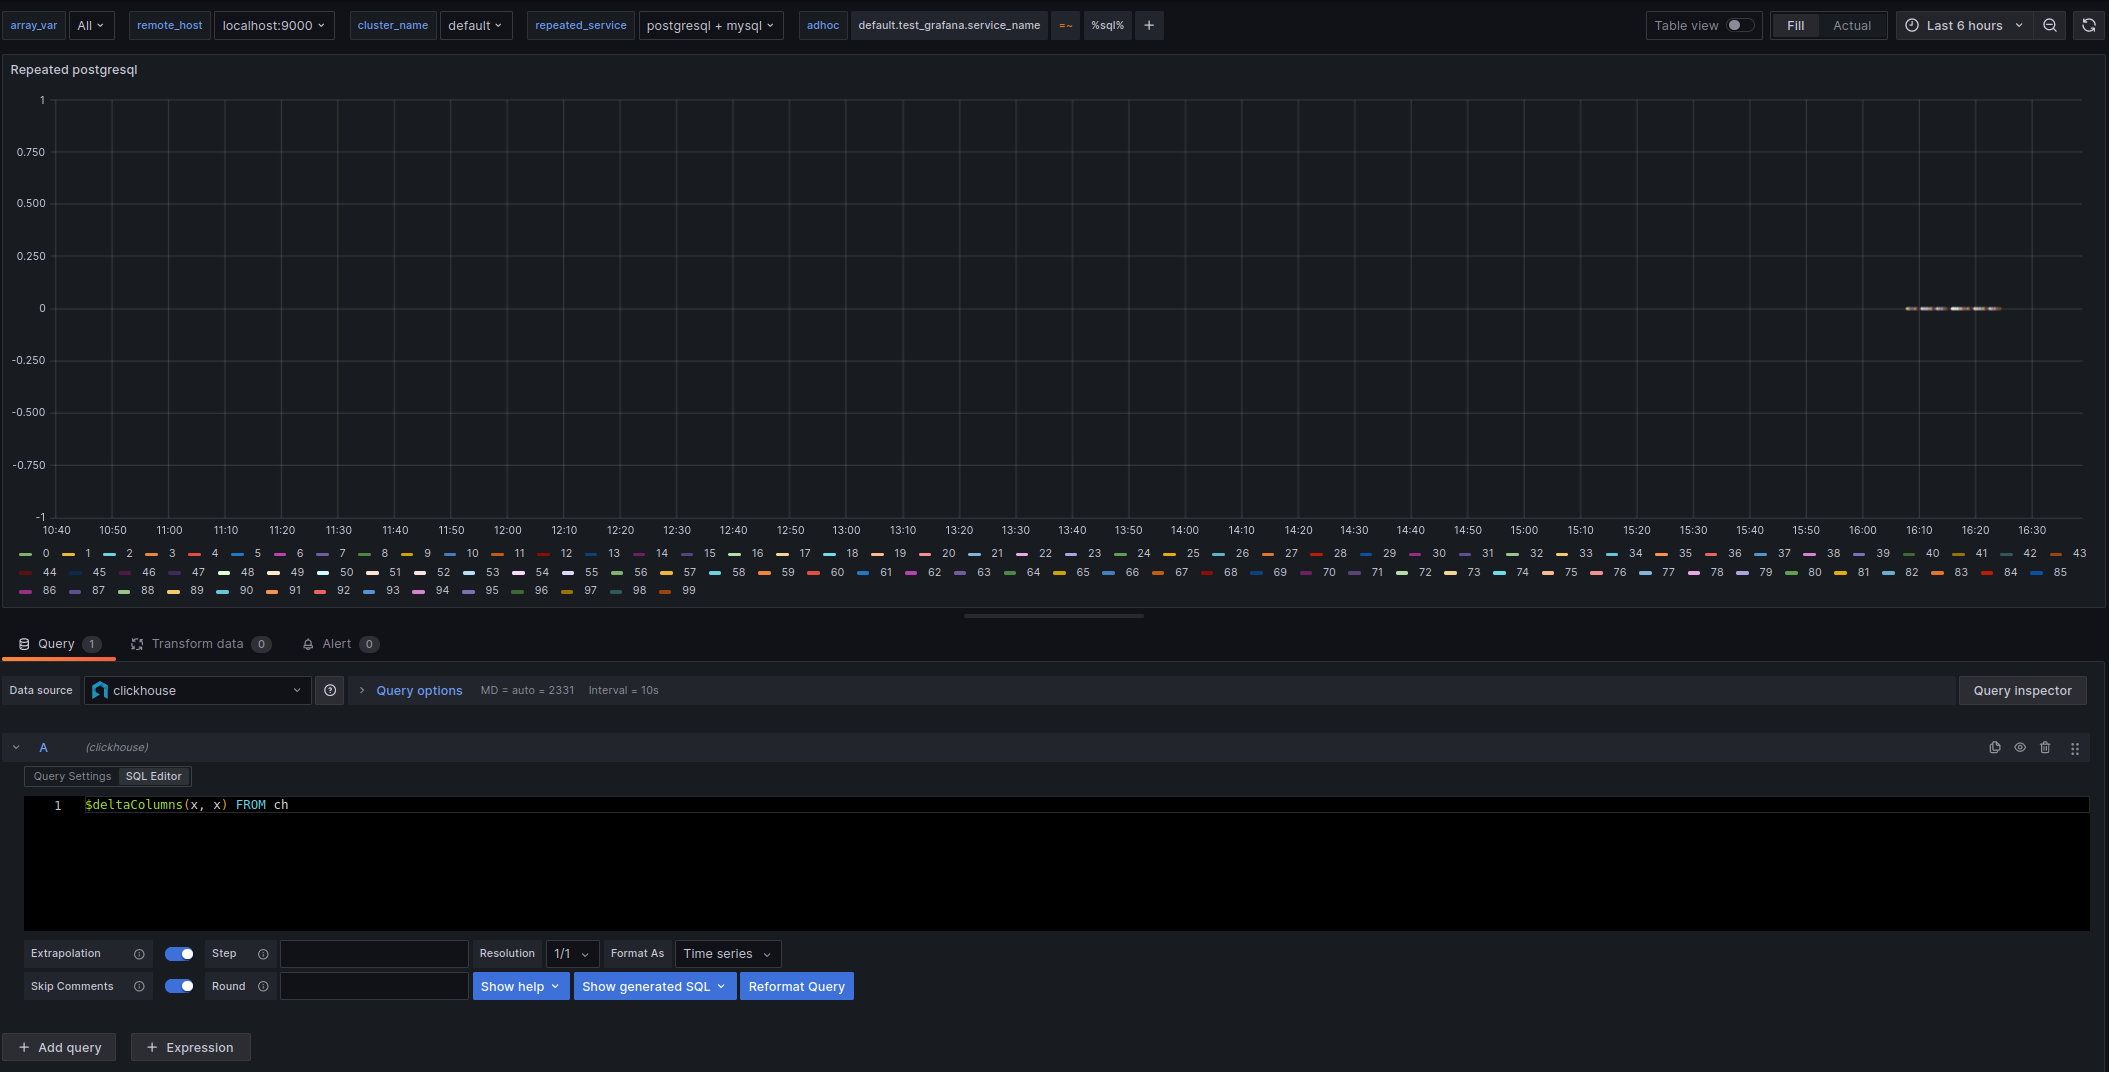 array_var All remote_host localhost:9000 cluster_name default repeated_service postgresql + mysql adhoc default.test_grafana.service_name =~ %sql% + Table view Fill Actual Last 6 hours
Repeated postgresql
1
0.750
0.500
0.250
0
-0.250
-0.500
-0.750
-1
10:40 10:50 11:00 11:10 11:20 11:30 11:40 11:50 12:00 12:10 12:20 12:30 12:40 12:50 13:00 13:10 13:20 13:30 13:40 13:50 14:00 14:10 14:20 14:30 14:40 14:50 15:00 15:10 15:20 15:30 15:40 15:50 16:00 16:10 16:20 16:30
0 1 2 3 4 5 6 7 8 9 10 11 12 13 14 15 16 17 18 19 20 21 22 23 24 25 26 27 28 29 30 31 32 33 34 35 36 37 38 39 40 41 42 43
44 45 46 47 48 49 50 51 52 53 54 55 56 57 58 59 60 61 62 63 64 65 66 67 68 69 70 71 72 73 74 75 76 77 78 79 80 81 82 83 84 85
86 87 88 89 90 91 92 93 94 95 96 97 98 99
Query 1 Transform data 0 Alert 0
Data source clickhouse Query options MD = auto = 2331 Interval = 10s Query inspector
A (clickhouse)
Query Settings SQL Editor
1 $deltaColumns(x, x) FROM ch
Extrapolation Step Resolution 1/1 Format As Time series
Skip Comments Round Show help Show generated SQL Reformat Query
+ Add query + Expression